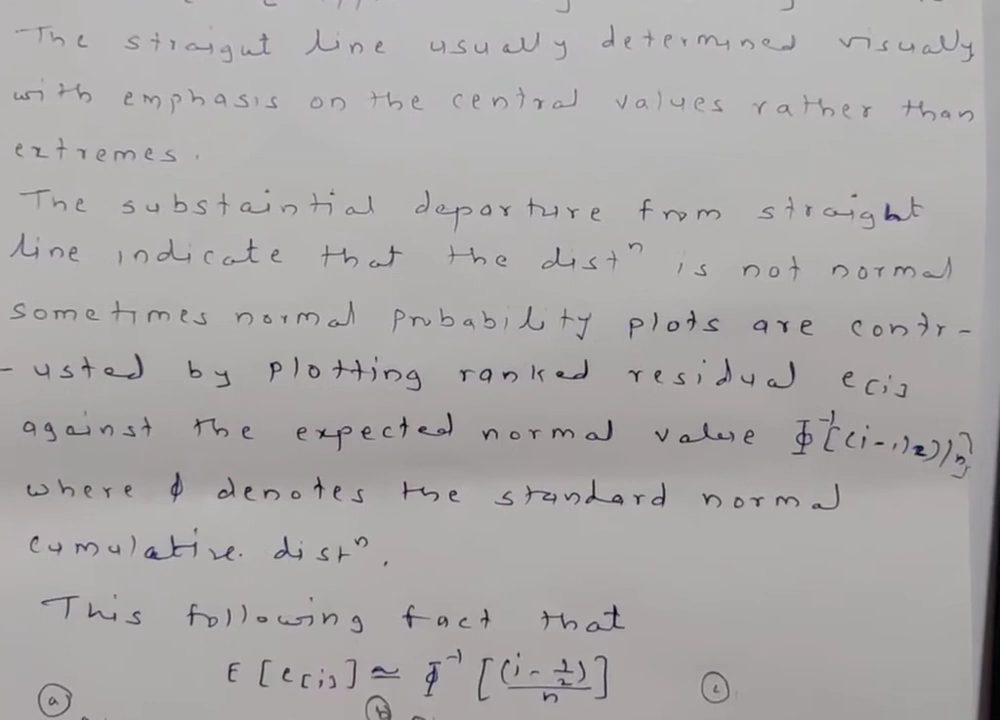 The straigut line usually determined visually
with emphasis on the central values rather than
extremes.
The substaintial departure from straight
line indicate that the distⁿ is not normal
sometimes normal probability plots are contr-
-usted by plotting ranked residual e[i]
against the expected normal value Φ⁻¹[(i-1/2)/n]
where φ denotes the standard normal
cumulative distⁿ.
This following fact that
E[e[i]] ≃ Φ⁻¹[(i-1/2)/n]
(a) (b) (c)